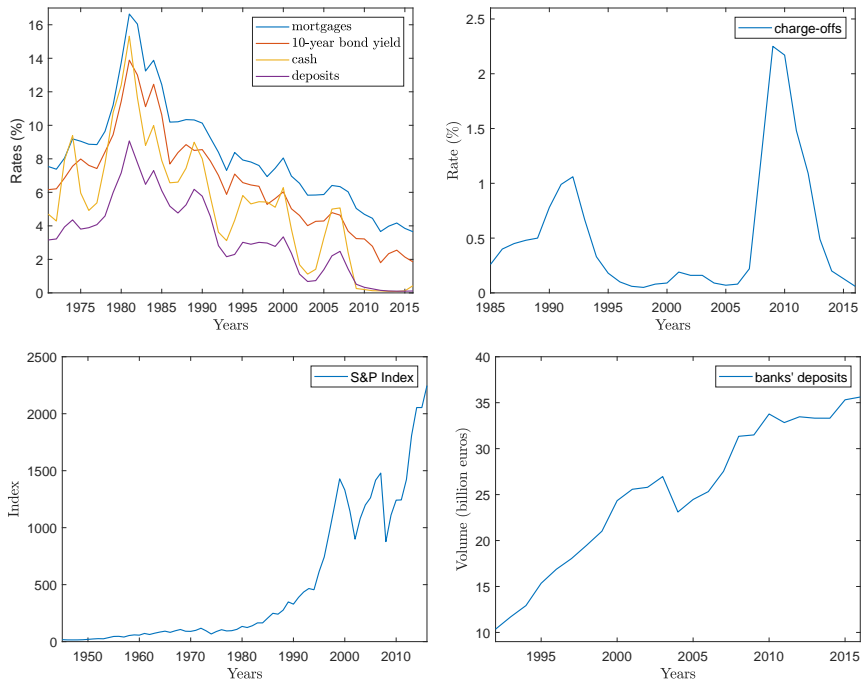 16
14
12
10
8
6
4
2
0
Rates (%)
mortgages
10-year bond yield
cash
deposits
1975 1980 1985 1990 1995 2000 2005 2010 2015
Years
2.5
2
1.5
1
0.5
0
Rate (%)
charge-offs
1985 1990 1995 2000 2005 2010 2015
Years
2500
2000
1500
1000
500
0
Index
S&P Index
1950 1960 1970 1980 1990 2000 2010
Years
40
35
30
25
20
15
10
Volume (billion euros)
banks' deposits
1995 2000 2005 2010 2015
Years